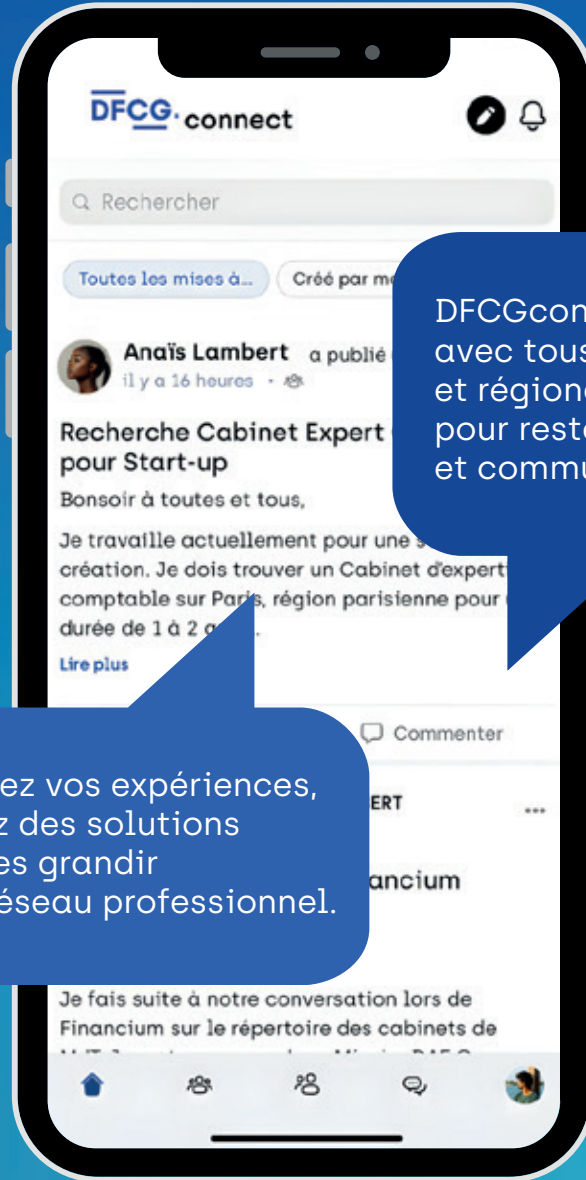 DFCG. connect
Rechercher
Toutes les mises à...
Créé par mo
Anaïs Lambert a publié
il y a 16 heures
Recherche Cabinet Expert
pour Start-up
Bonsoir à toutes et tous,
Je travaille actuellement pour une s
création. Je dois trouver un Cabinet d'expert
comptable sur Paris, région parisienne pour
durée de 1 à 2
Lire plus
DFCGcon
avec tous
et régiona
pour reste
et commu
Commenter
ez vos expériences,
z des solutions
es grandir
éseau professionnel.
ERT
...
ancium
Je fais suite à notre conversation lors de
Financium sur le répertoire des cabinets de